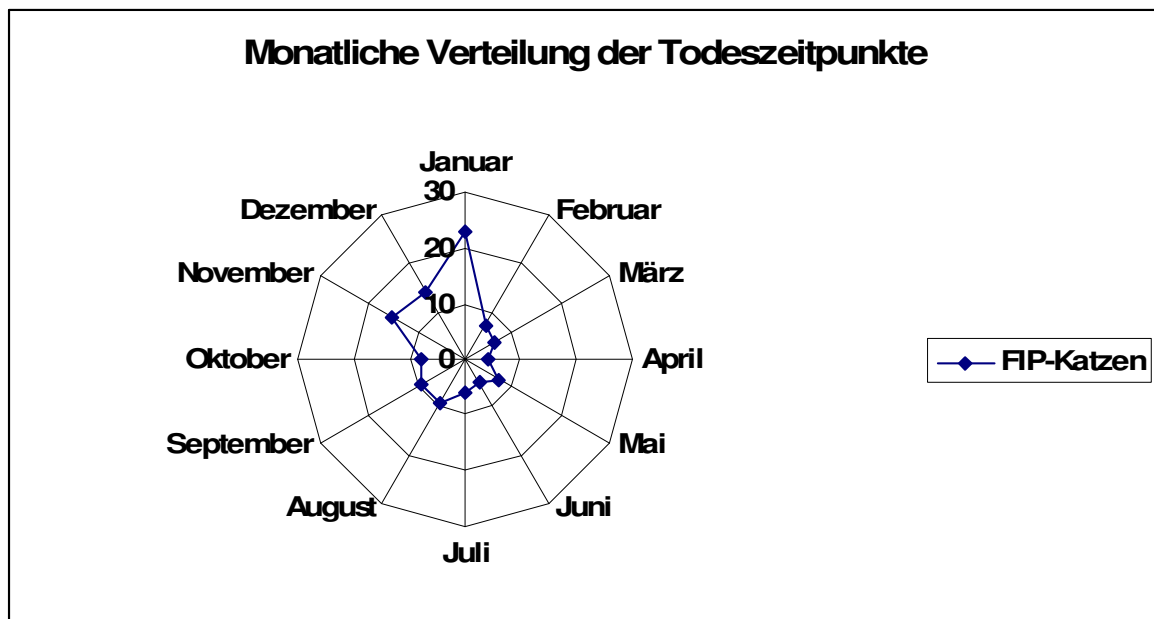 Monatliche Verteilung der Todeszeitpunkte
Januar
30
Dezember
Februar
20
November
März
10
Oktober
0
April
FIP-Katzen
September
Mai
August
Juni
Juli